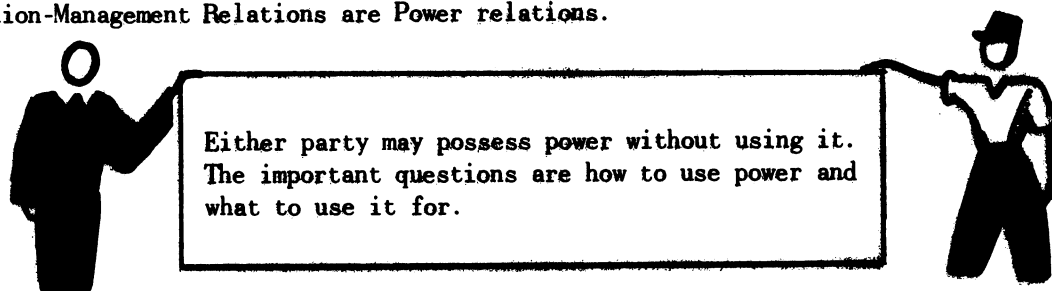 ion-Management Relations are Power relations.
Either party may possess power without using it.
The important questions are how to use power and
what to use it for.